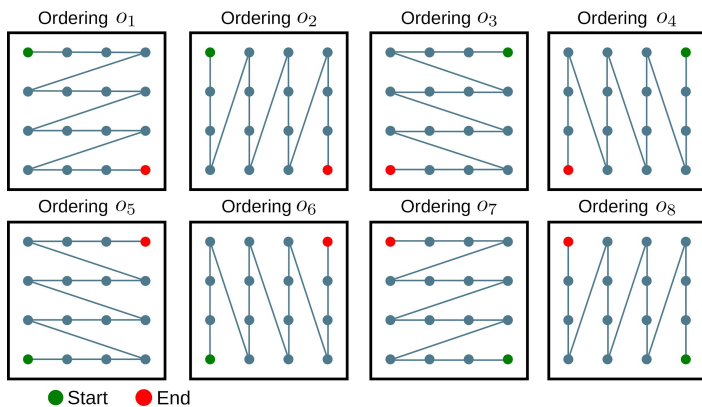 Ordering o₁
Ordering o₂
Ordering o₃
Ordering o₄
Ordering o₅
Ordering o₆
Ordering o₇
Ordering o₈
Start
End